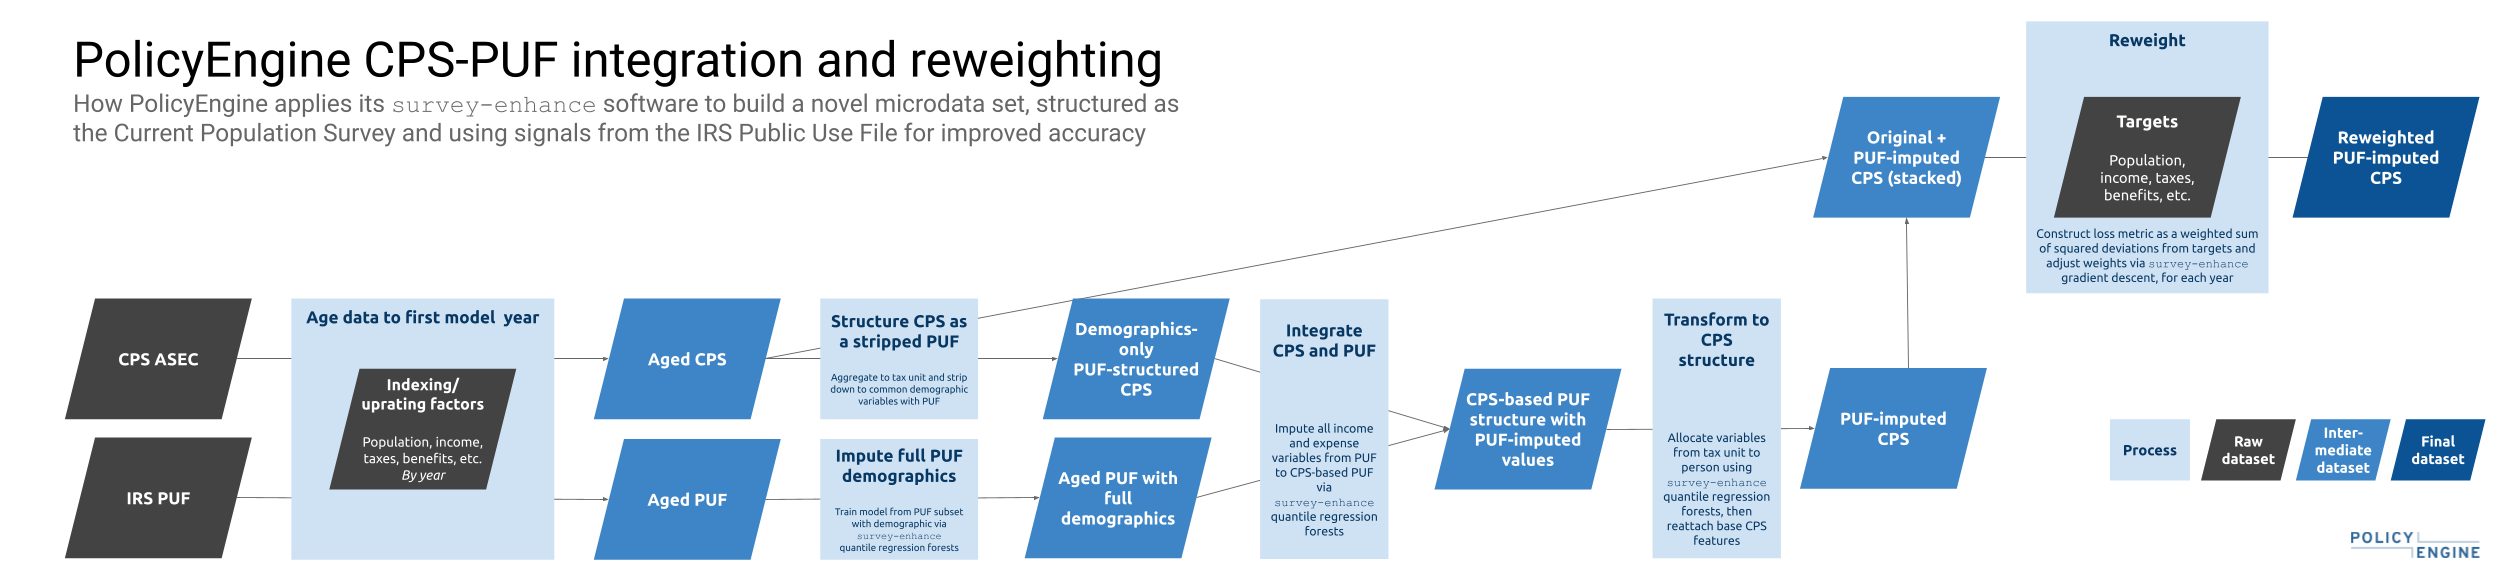 PolicyEngine CPS-PUF integration and reweighting
How PolicyEngine applies its survey-enhance software to build a novel microdata set, structured as
the Current Population Survey and using signals from the IRS Public Use File for improved accuracy
CPS ASEC
IRS PUF
Age data to first model year
Indexing/
uprating factors
Population, income,
taxes, benefits, etc.
By year
Aged CPS
Aged PUF
Structure CPS as
a stripped PUF
Aggregate to tax unit and strip
down to common demographic
variables with PUF
Impute full PUF
demographics
Train model from PUF subset
with demographic via
survey-enhance
quantile regression forests
Demographics-
only
PUF-structured
CPS
Aged PUF with
full
demographics
Integrate
CPS and PUF
Impute all income
and expense
variables from PUF
to CPS-based PUF
via
survey-enhance
quantile regression
forests
CPS-based PUF
structure with
PUF-imputed
values
Transform to
CPS
structure
Allocate variables
from tax unit to
person using
survey-enhance
quantile regression
forests, then
reattach base CPS
features
PUF-imputed
CPS
Original +
PUF-imputed
CPS (stacked)
Reweight
Targets
Population,
income, taxes,
benefits, etc.
Construct loss metric as a weighted sum
of squared deviations from targets and
adjust weights via survey-enhance
gradient descent, for each year
Reweighted
PUF-imputed
CPS
Process
Raw
dataset
Inter-
mediate
dataset
Final
dataset
POLICY
ENGINE